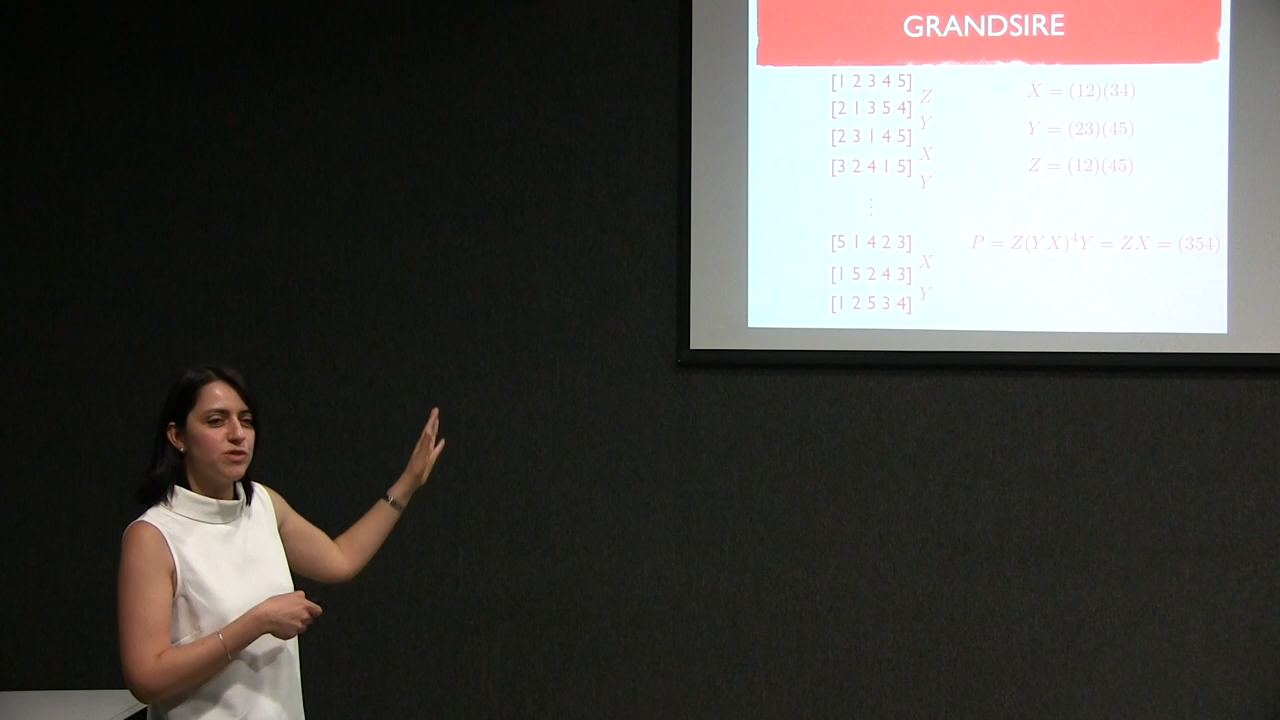 GRANDSIRE
[1 2 3 4 5]
Z
[2 1 3 5 4]
Y
[2 3 1 4 5]
X
[3 2 4 1 5]
Y
⋮
[5 1 4 2 3]
X
[1 5 2 4 3]
Y
[1 2 5 3 4]
X = (12)(34)
Y = (23)(45)
Z = (12)(45)
P = Z(YX)⁴Y = ZX = (354)